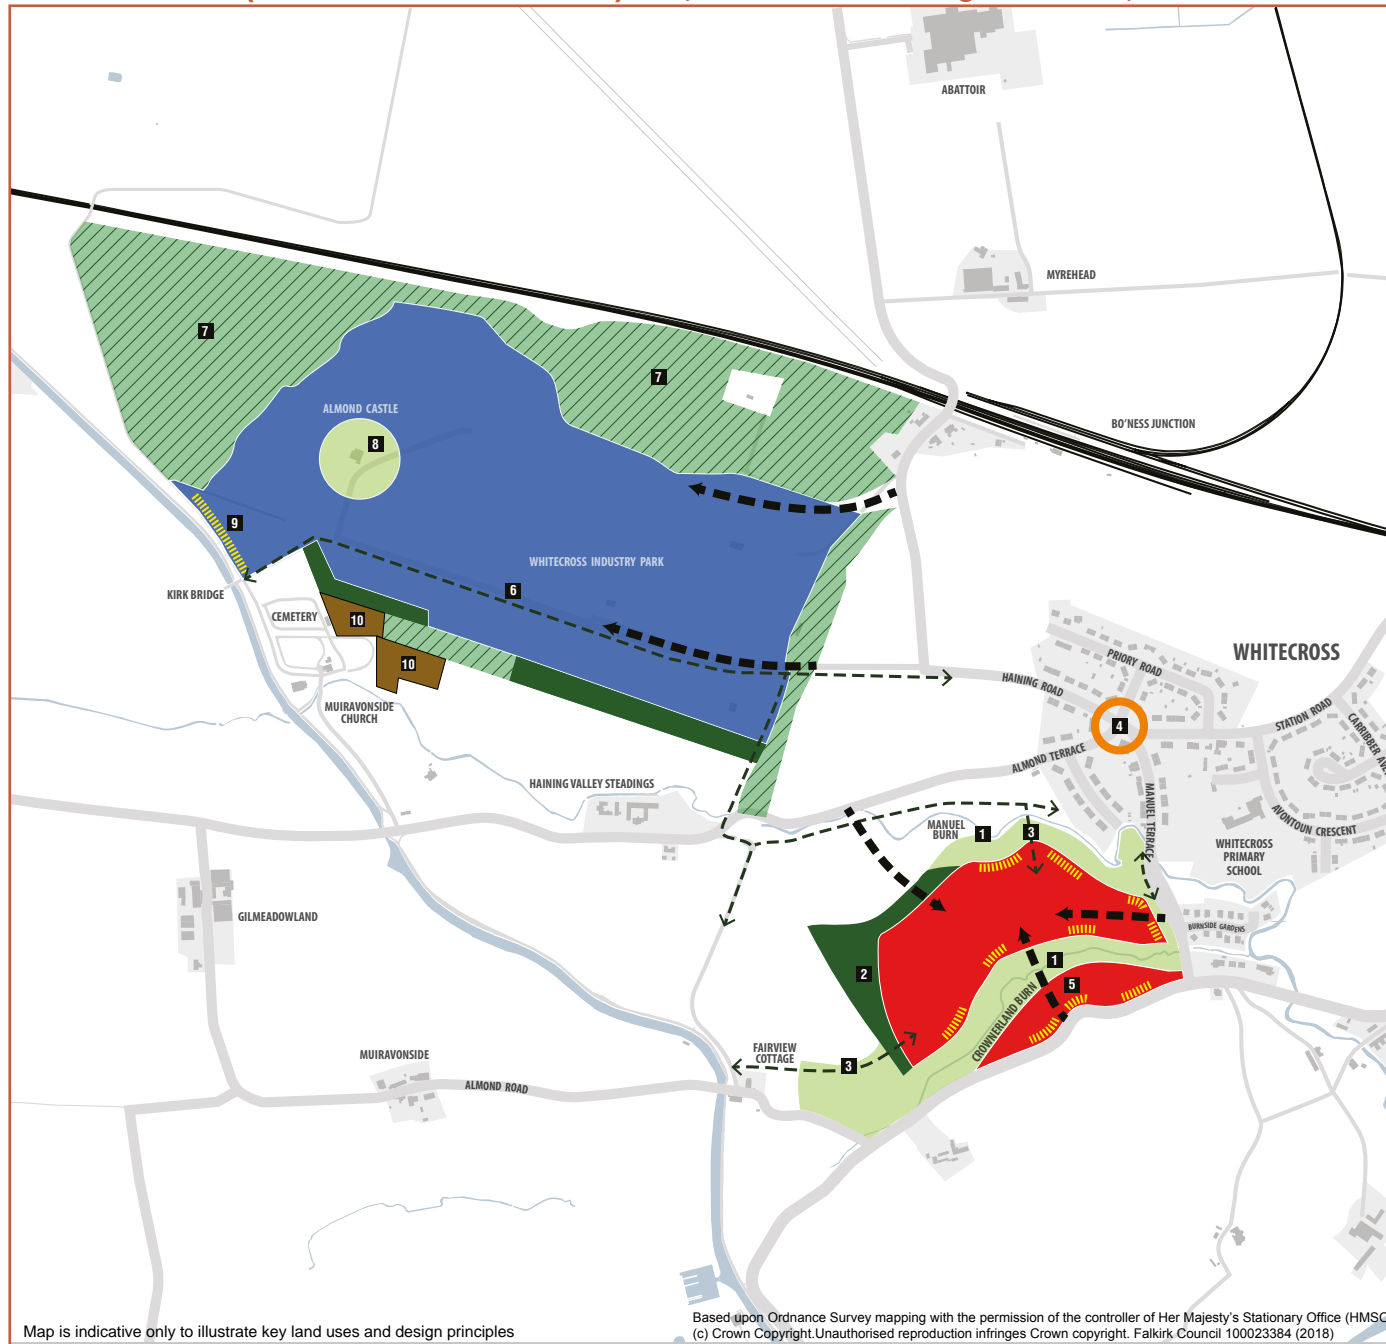 ABATTOIR
MYREHEAD
7
7
ALMOND CASTLE
8
BO'NESS JUNCTION
9
WHITECROSS INDUSTRY PARK
6
KIRK BRIDGE
CEMETERY
10
10
MUIRAVONSIDE
CHURCH
WHITECROSS
PRIORY ROAD
HAINING ROAD
4
STATION ROAD
CARRIBBER AVE
ALMOND TERRACE
MANUEL TERRACE
AVONTOUN CRESCENT
HAINING VALLEY STEADINGS
MANUEL
BURN
1
3
WHITECROSS
PRIMARY
SCHOOL
GILMEADOWLAND
BURNSIDE GARDENS
2
1
5
CROWNERLAND BURN
FAIRVIEW
COTTAGE
3
MUIRAVONSIDE
ALMOND ROAD
Map is indicative only to illustrate key land uses and design principles
Based upon Ordnance Survey mapping with the permission of the controller of Her Majesty's Stationary Office (HMSO
(c) Crown Copyright.Unauthorised reproduction infringes Crown copyright. Falkirk Council 100023384 (2018)